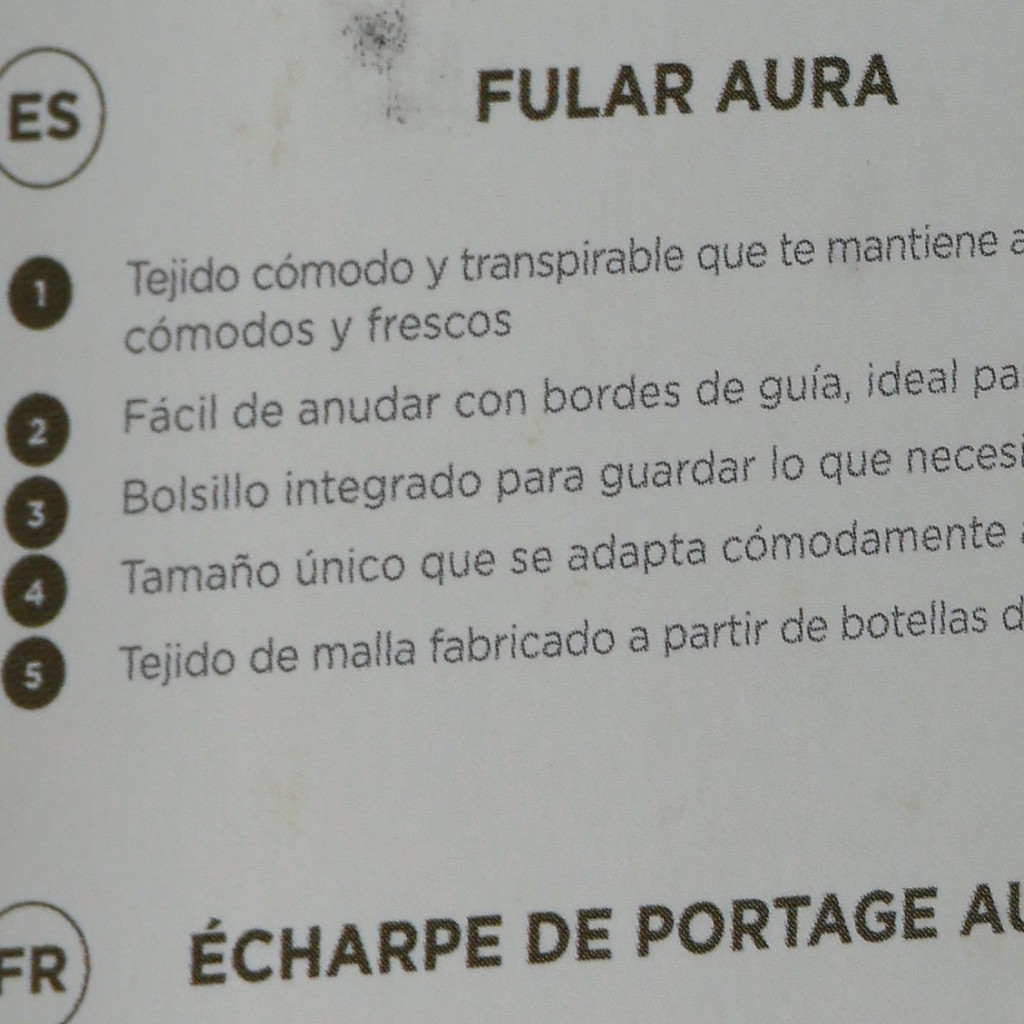 ES
FULAR AURA
1 Tejido cómodo y transpirable que te mantiene
cómodos y frescos
2 Fácil de anudar con bordes de guía, ideal
3 Bolsillo integrado para guardar lo que
4 Tamaño único que se adapta cómodamente
5 Tejido de malla fabricado a partir de botellas
FR
ÉCHARPE DE PORTAGE